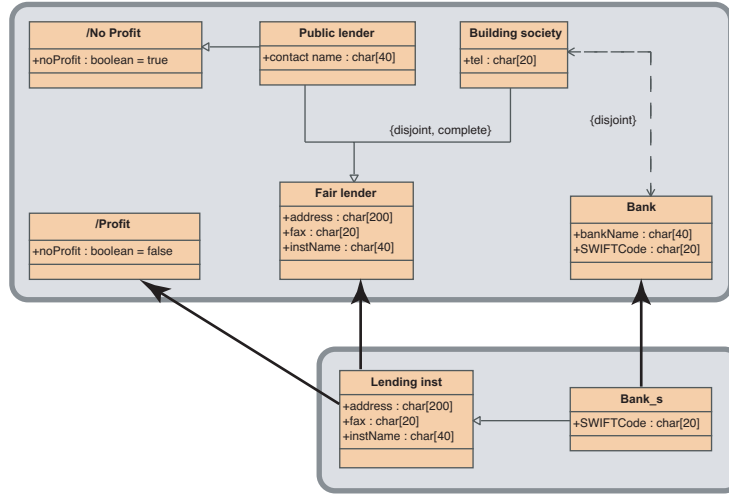 /No Profit
+noProfit : boolean = true
Public lender
+contact name : char[40]
Building society
+tel : char[20]
{disjoint, complete}
{disjoint}
Fair lender
+address : char[200]
+fax : char[20]
+instName : char[40]
/Profit
+noProfit : boolean = false
Bank
+bankName : char[40]
+SWIFTCode : char[20]
Lending inst
+address : char[200]
+fax : char[20]
+instName : char[40]
Bank_s
+SWIFTCode : char[20]